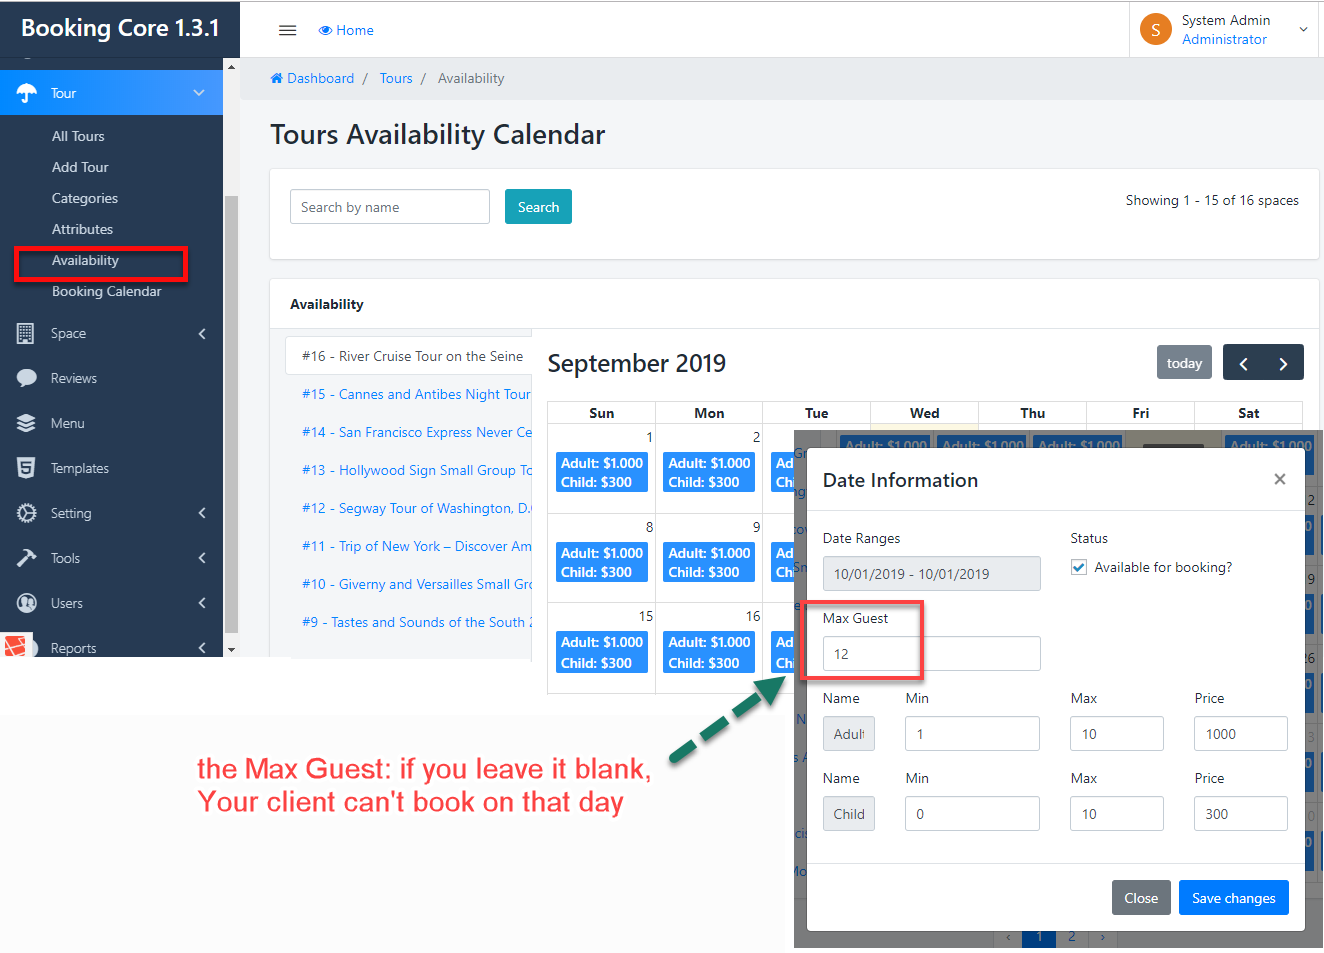 Booking Core 1.3.1
Home
S
System Admin
Administrator
Tour
All Tours
Add Tour
Categories
Attributes
Availability
Booking Calendar
Space
Reviews
Menu
Templates
Setting
Tools
Users
Reports
Dashboard / Tours / Availability
Tours Availability Calendar
Search by name
Search
Showing 1 - 15 of 16 spaces
Availability
#16 - River Cruise Tour on the Seine
#15 - Cannes and Antibes Night Tour
#14 - San Francisco Express Never Ce
#13 - Hollywood Sign Small Group To
#12 - Segway Tour of Washington, D.
#11 - Trip of New York – Discover Am
#10 - Giverny and Versailles Small Gr
#9 - Tastes and Sounds of the South 2
September 2019
today
Sun Mon Tue Wed Thu Fri Sat
1 2
Adult: $1.000 Adult: $1.000 Ad
Child: $300 Child: $300 Ch
8 9
Adult: $1.000 Adult: $1.000 Ad
Child: $300 Child: $300 Ch
15 16
Adult: $1.000 Adult: $1.000 Ad
Child: $300 Child: $300 Chi
Adult: $1.000 Adult: $1.000 Adult: $1.000 Adult: $1.000
Date Information
×
Date Ranges Status
10/01/2019 - 10/01/2019 Available for booking?
Max Guest
12
Name Min Max Price
Adult 1 10 1000
Name Min Max Price
Child 0 10 300
Close Save changes
‹ 1 2 ›
the Max Guest: if you leave it blank,
Your client can't book on that day